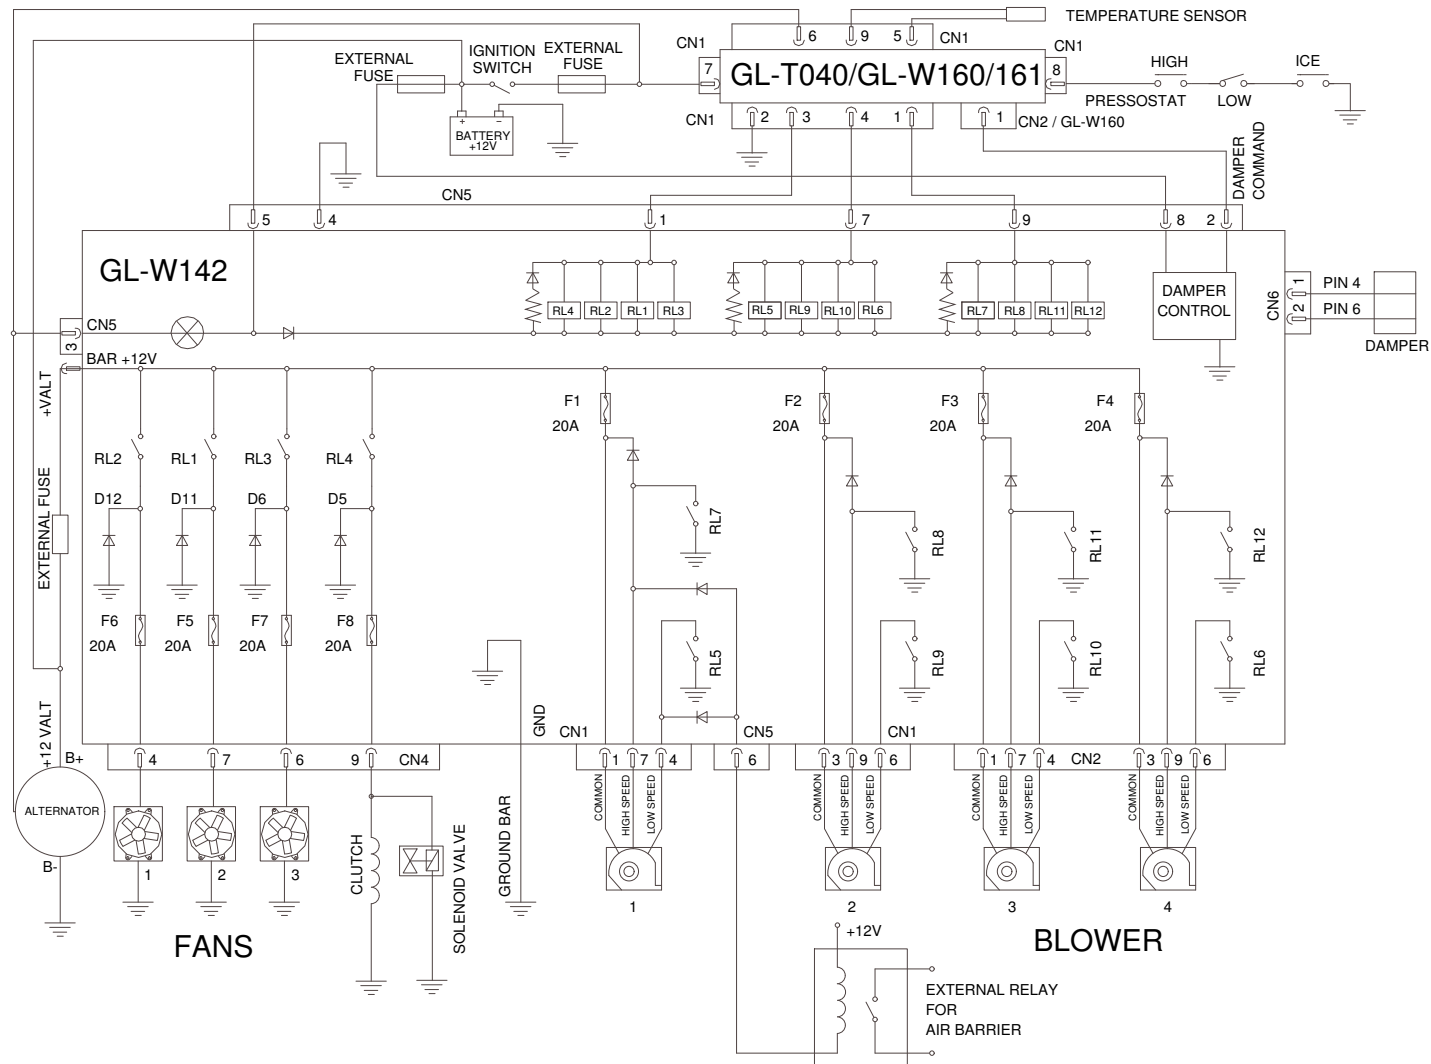 TEMPERATURE SENSOR
6 9 5 CN1
CN1 CN1
EXTERNAL FUSE
IGNITION SWITCH
EXTERNAL FUSE
7 GL-T040/GL-W160/161 8
HIGH
ICE
PRESSOSTAT LOW
CN1 2 3 4 1 1
CN2 / GL-W160
+ −
BATTERY
+12V
DAMPER COMMAND
CN5
5 4 1 7 9 8 2
GL-W142
RL4 RL2 RL1 RL3
RL5 RL9 RL10 RL6
RL7 RL8 RL11 RL12
DAMPER CONTROL
CN6
1 PIN 4
2 PIN 6
DAMPER
CN5
3
BAR +12V
+VALT
EXTERNAL FUSE
+12 VALT
F1 20A
F2 20A
F3 20A
F4 20A
RL2 RL1 RL3 RL4
D12 D11 D6 D5
RL7 RL8 RL11 RL12
F6 20A
F5 20A
F7 20A
F8 20A
RL5 RL9 RL10 RL6
GND
CN1 CN5 CN1 CN2
4 7 6 9 CN4
1 7 4 6 3 9 6 1 7 4 3 9 6
B+
ALTERNATOR
B-
COMMON HIGH SPEED LOW SPEED
COMMON HIGH SPEED LOW SPEED
COMMON HIGH SPEED LOW SPEED
COMMON HIGH SPEED LOW SPEED
1 2 3
CLUTCH
SOLENOID VALVE
GROUND BAR
1 2 3 4
FANS
BLOWER
+12V
EXTERNAL RELAY
FOR
AIR BARRIER